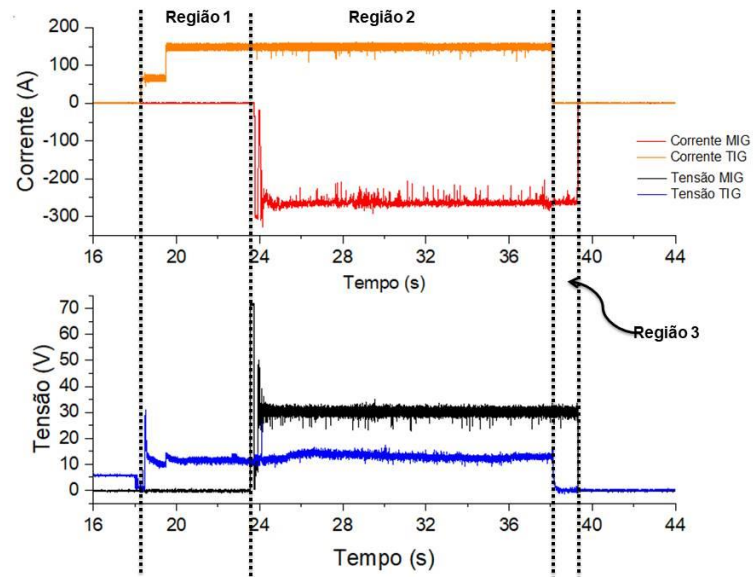 Região 1
Região 2
200
100
0
-100
-200
-300
Corrente (A)
16
20
24
28
32
36
40
44
Tempo (s)
Corrente MIG
Corrente TIG
Tensão MIG
Tensão TIG
Região 3
70
60
50
40
30
20
10
0
Tensão (V)
16
20
24
28
32
36
40
44
Tempo (s)